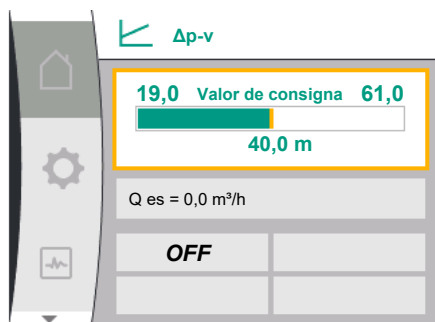 Δp-v
19,0 Valor de consigna 61,0
40,0 m
Q es = 0,0 m³/h
OFF